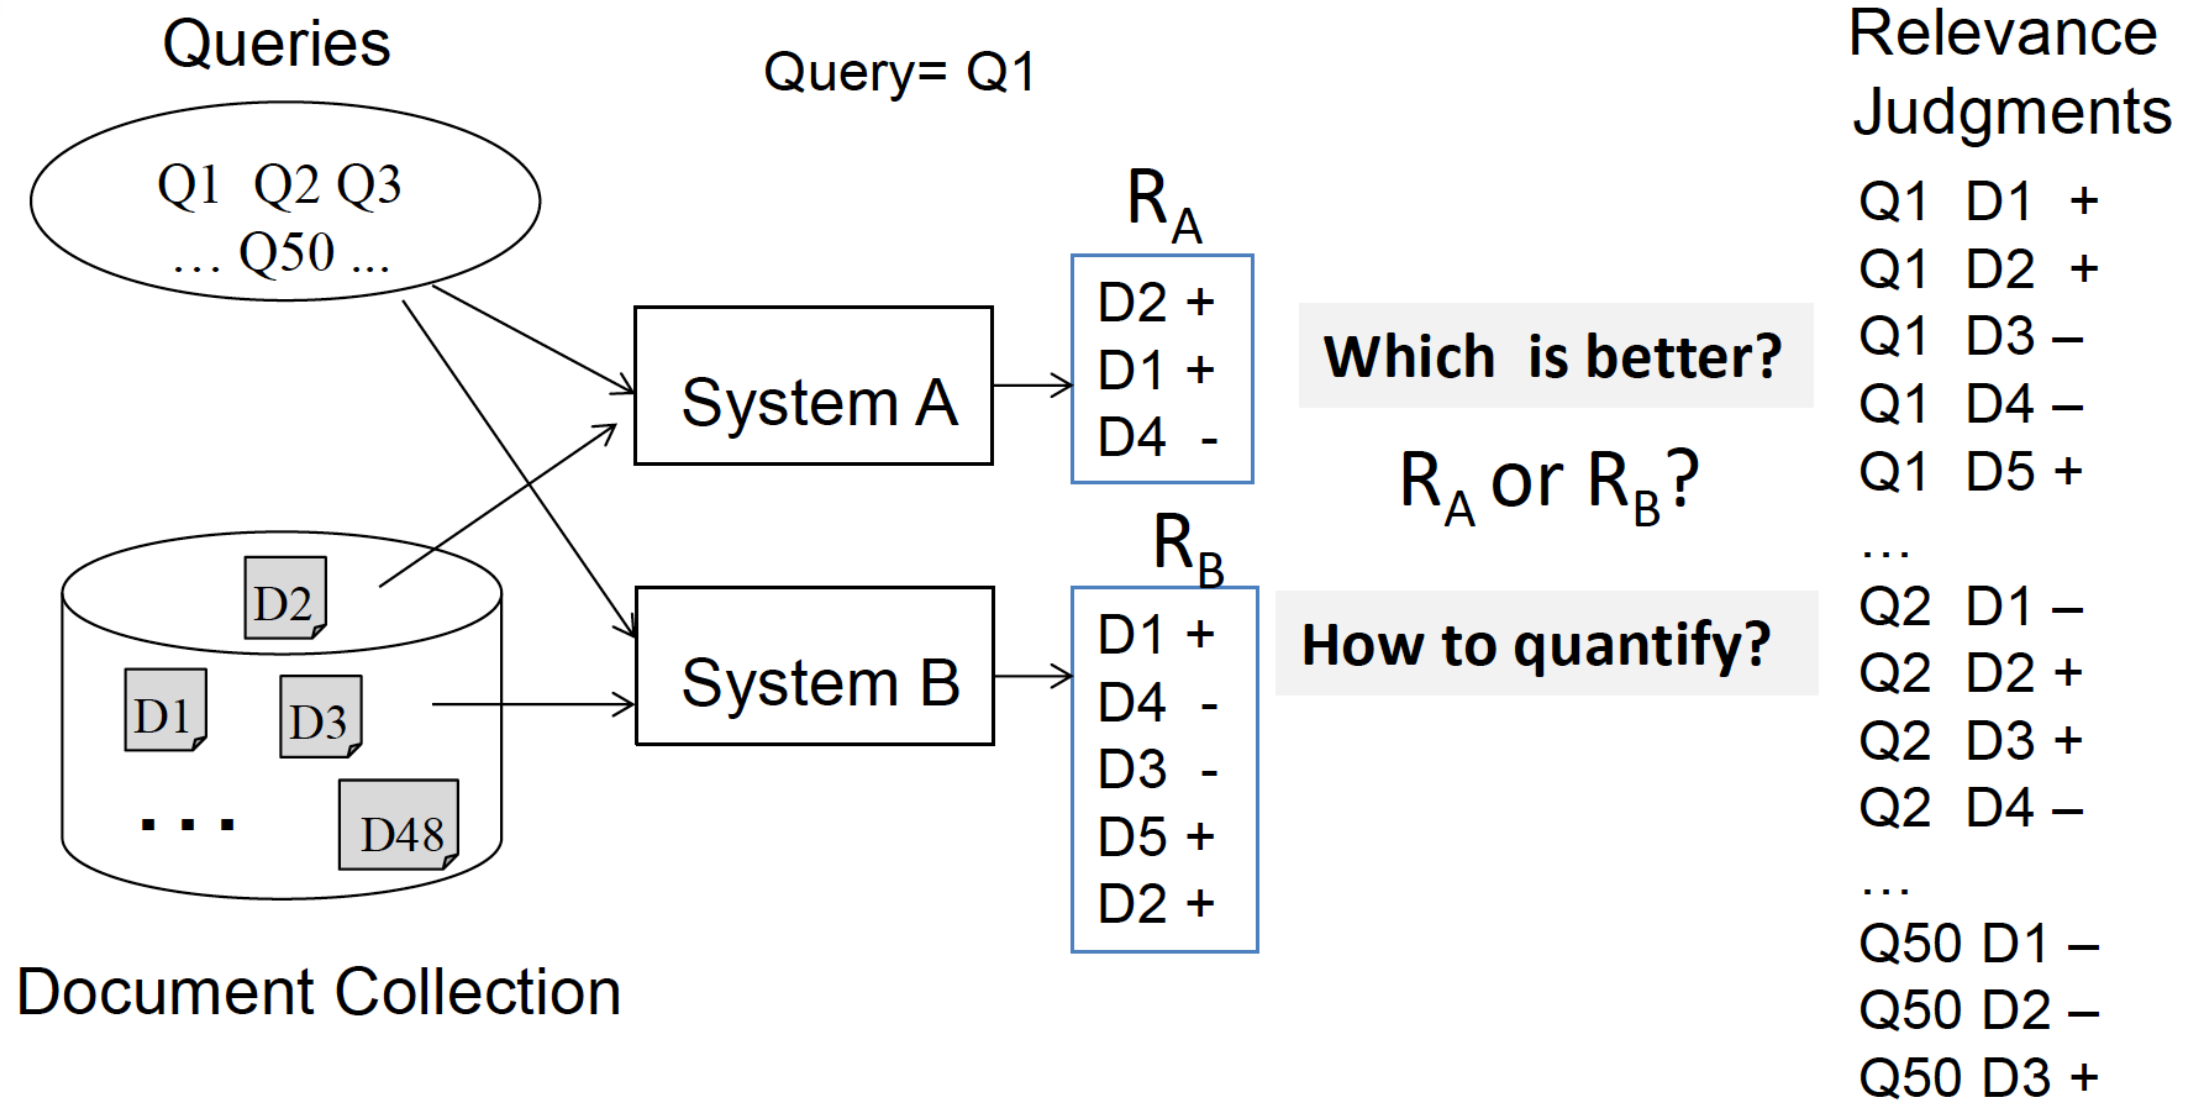 Queries
Q1 Q2 Q3
... Q50 ...
Query= Q1
System A
System B
D2
D1
D3
...
D48
Document Collection
RA
D2 +
D1 +
D4 -
RB
D1 +
D4 -
D3 -
D5 +
D2 +
Which is better?
RA or RB?
How to quantify?
Relevance
Judgments
Q1 D1 +
Q1 D2 +
Q1 D3 –
Q1 D4 –
Q1 D5 +
...
Q2 D1 –
Q2 D2 +
Q2 D3 +
Q2 D4 –
...
Q50 D1 –
Q50 D2 –
Q50 D3 +